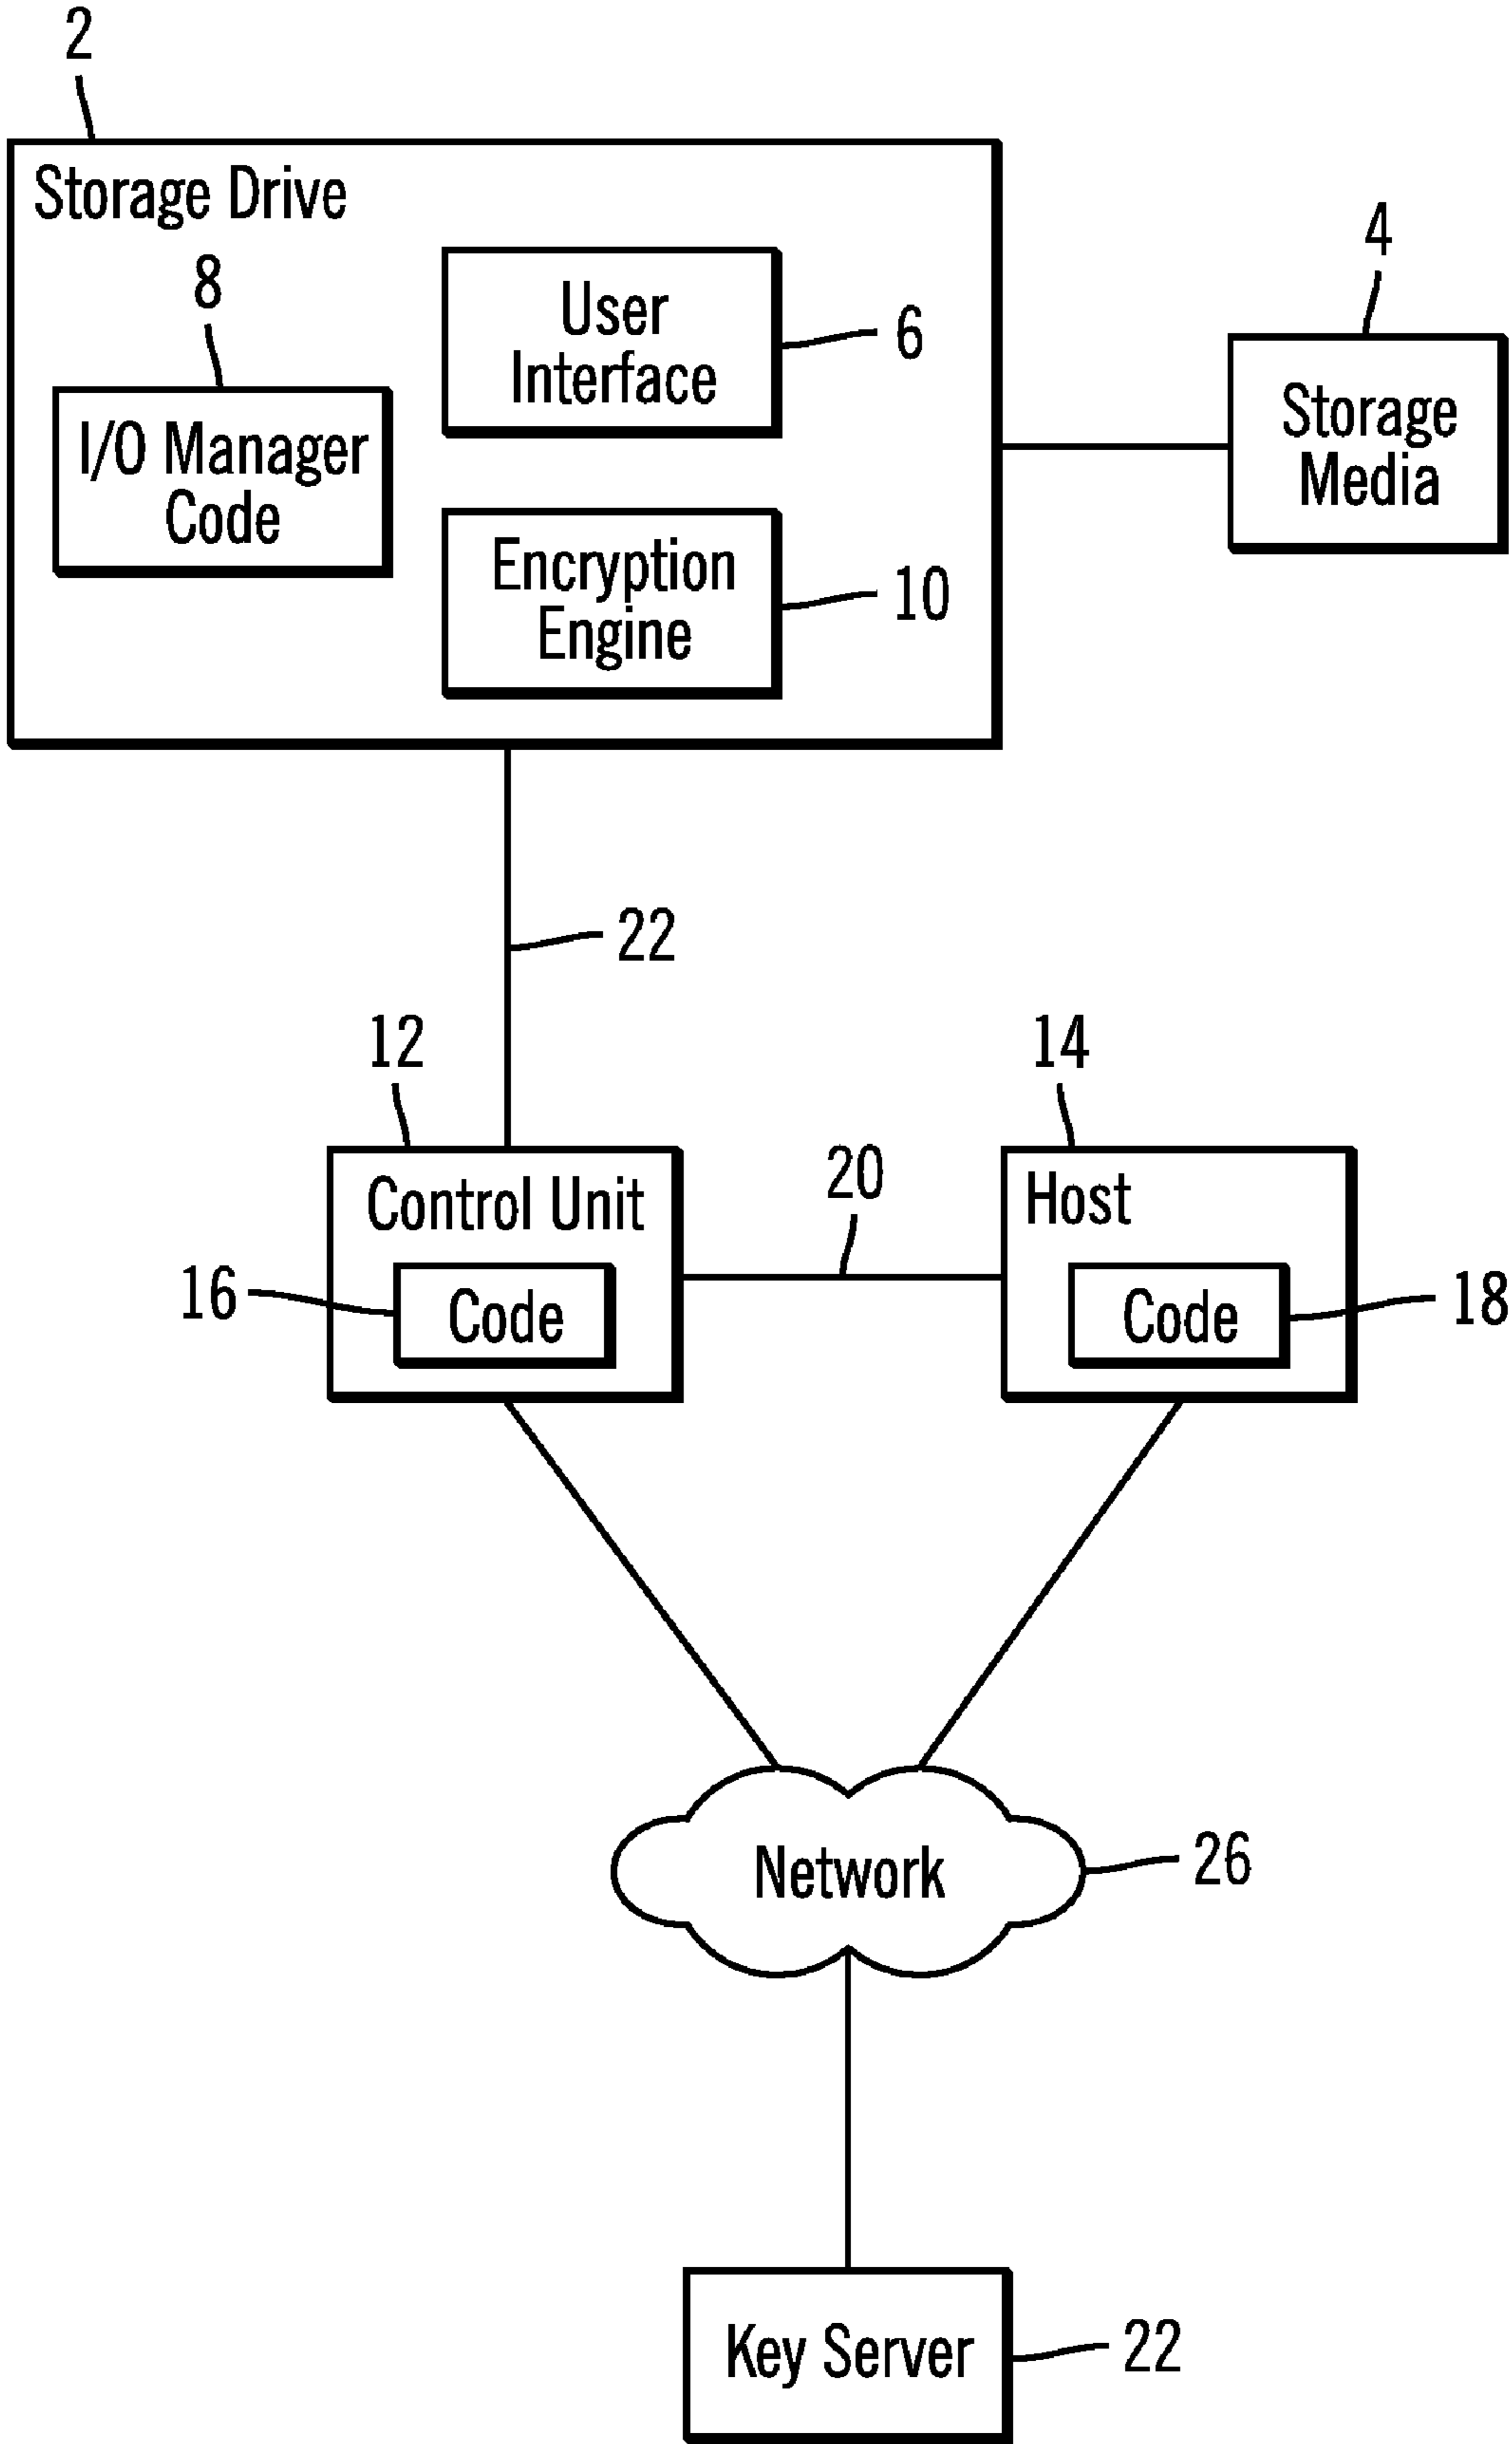 2
Storage Drive
8
I/O Manager
Code
User
Interface
6
Encryption
Engine
10
4
Storage
Media
22
12
Control Unit
16
Code
20
14
Host
Code
18
Network
26
Key Server
22